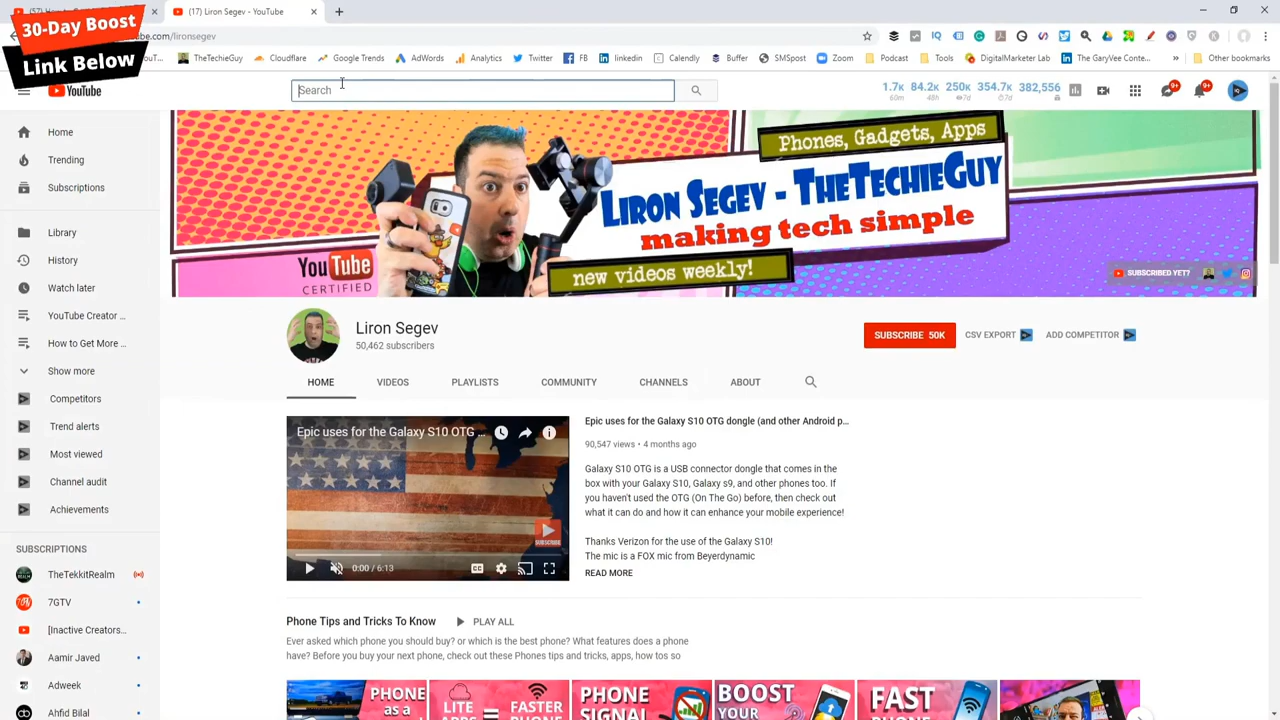 30-Day Boost
Link Below
(17) Liron Segev - YouTube
be.com/lironsegev
TheTechieGuy
Cloudflare
Google Trends
AdWords
Analytics
Twitter
FB
linkedin
Calendly
Buffer
SMSpost
Zoom
Podcast
Tools
DigitalMarketer Lab
In the GaryVee Conte...
Other bookmarks
YouTube
Search
1.7K 84.2K 250K 354.7K 382,556
60m 48h 7d 7d
9+
9+
Phones, Gadgets, Apps
LIRON SEGEV - THETECHIEGUY
making tech simple
YouTube
CERTIFIED
new videos weekly!
SUBSCRIBED YET?
Home
Trending
Subscriptions
Library
History
Watch later
YouTube Creator ...
How to Get More ...
Show more
Competitors
Trend alerts
Most viewed
Channel audit
Achievements
SUBSCRIPTIONS
TheTekkitRealm
7GTV
[Inactive Creators...
Aamir Javed
Adweek
Ahfid Bilal
Liron Segev
50,462 subscribers
SUBSCRIBE 50K
CSV EXPORT
ADD COMPETITOR
HOME
VIDEOS
PLAYLISTS
COMMUNITY
CHANNELS
ABOUT
Epic uses for the Galaxy S10 OTG ...
SUBSCRIBE
0:00 / 6:13
Epic uses for the Galaxy S10 OTG dongle (and other Android p...
90,547 views • 4 months ago
Galaxy S10 OTG is a USB connector dongle that comes in the
box with your Galaxy S10, Galaxy s9, and other phones too. If
you haven't used the OTG (On The Go) before, then check out
what it can do and how it can enhance your mobile experience!
Thanks Verizon for the use of the Galaxy S10!
The mic is a FOX mic from Beyerdynamic
READ MORE
Phone Tips and Tricks To Know
PLAY ALL
Ever asked which phone you should buy? or which is the best phone? What features does a phone
have? Before you buy your next phone, check out these Phones tips and tricks, apps, how tos so
PHONE
as a
LITE
APPS = FASTER
PHONE
SIGNAL
BOOST
YOUR
FAST